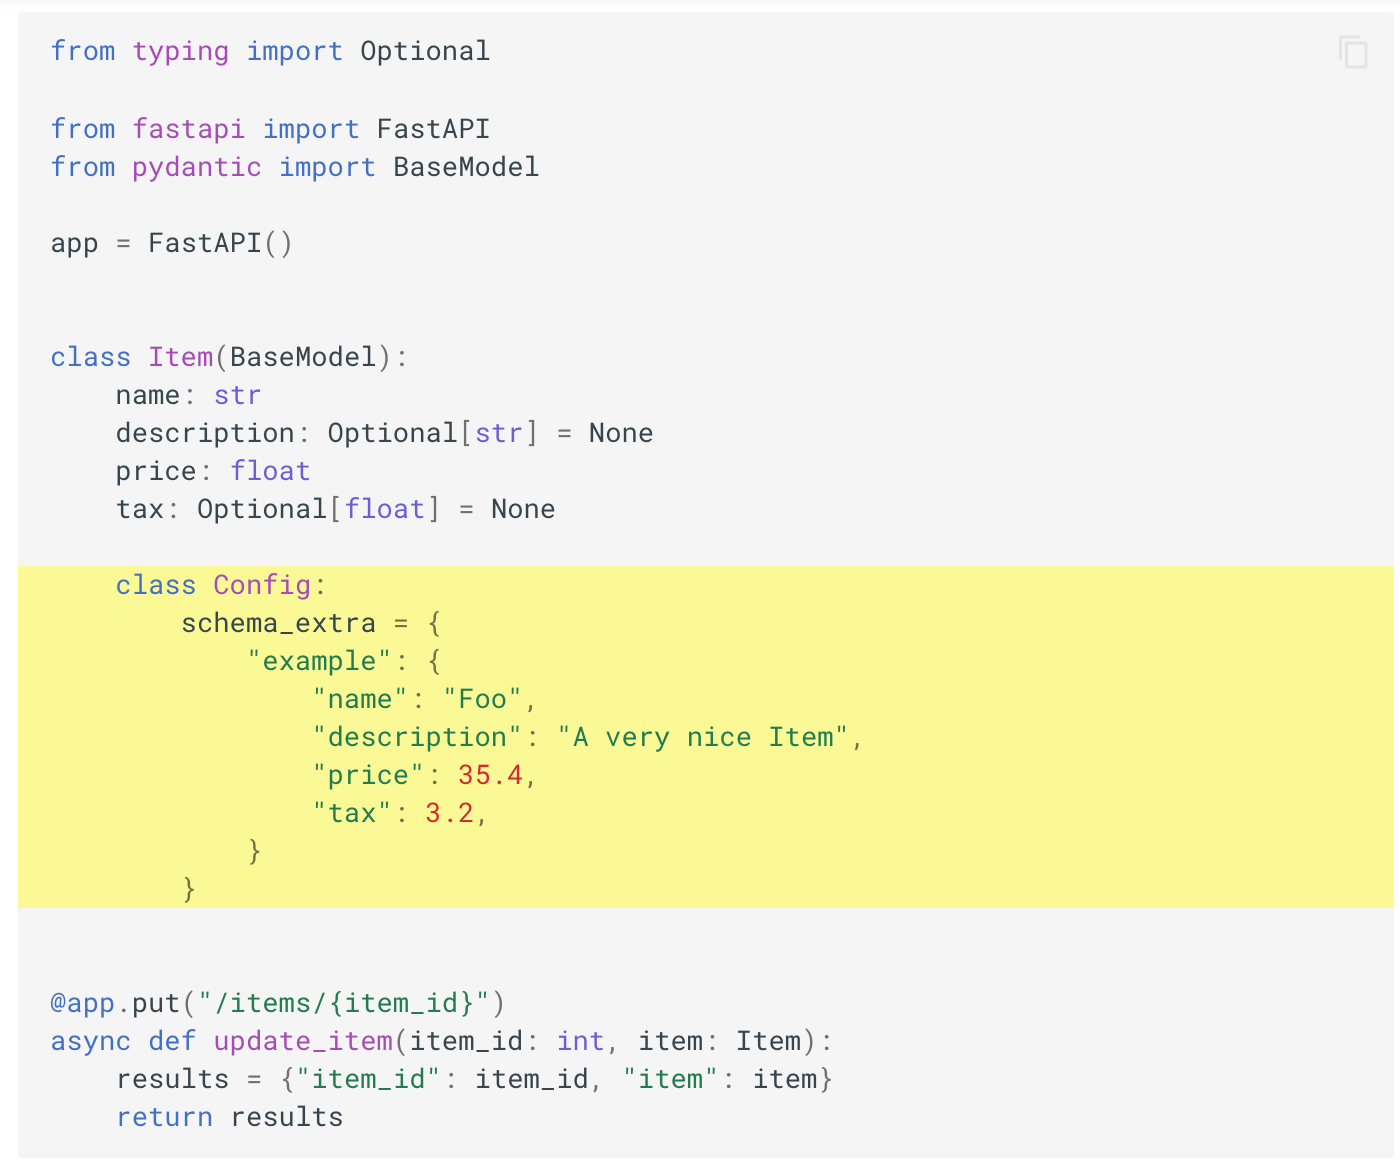 from typing import Optional

from fastapi import FastAPI
from pydantic import BaseModel

app = FastAPI()


class Item(BaseModel):
    name: str
    description: Optional[str] = None
    price: float
    tax: Optional[float] = None

    class Config:
        schema_extra = {
            "example": {
                "name": "Foo",
                "description": "A very nice Item",
                "price": 35.4,
                "tax": 3.2,
            }
        }


@app.put("/items/{item_id}")
async def update_item(item_id: int, item: Item):
    results = {"item_id": item_id, "item": item}
    return results